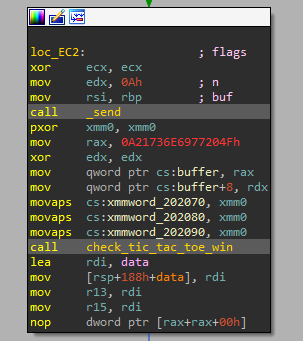 loc_EC2: ; flags
xor ecx, ecx
mov edx, 0Ah ; n
mov rsi, rbp ; buf
call _send
pxor xmm0, xmm0
mov rax, 0A21736E6977204Fh
xor edx, edx
mov qword ptr cs:buffer, rax
mov qword ptr cs:buffer+8, rdx
movaps cs:xmmword_202070, xmm0
movaps cs:xmmword_202080, xmm0
movaps cs:xmmword_202090, xmm0
call check_tic_tac_toe_win
lea rdi, data
mov [rsp+188h+data], rdi
mov r13, rdi
mov r15, rdi
nop dword ptr [rax+rax+00h]